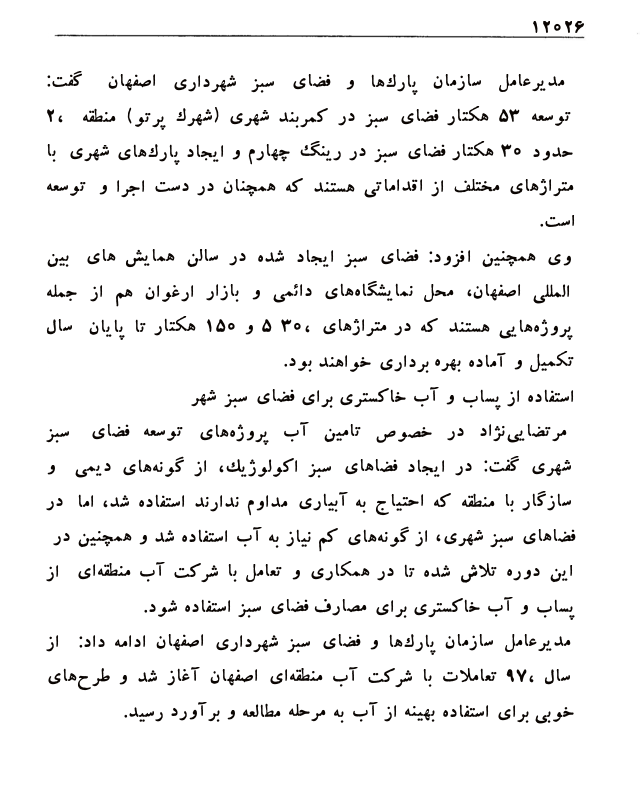 ۱۲۰۲۶
مدیرعامل سازمان پارك‌ها و فضای سبز شهرداری اصفهان گفت:
توسعه ۵۳ هکتار فضای سبز در کمربند شهری (شهرك پرتو) منطقه ۲،
حدود ۳۰ هکتار فضای سبز در رینگ چهارم و ایجاد پارك‌های شهری با
متراژهای مختلف از اقداماتی هستند که همچنان در دست اجرا و توسعه
است.
وی همچنین افزود: فضای سبز ایجاد شده در سالن همایش های بین
المللی اصفهان، محل نمایشگاه‌های دائمی و بازار ارغوان هم از جمله
پروژه‌هایی هستند که در متراژهای ،۳۰ ۵ و ۱۵۰ هکتار تا پایان سال
تکمیل و آماده بهره برداری خواهند بود.
استفاده از پساب و آب خاکستری برای فضای سبز شهر
مرتضایی‌نژاد در خصوص تامین آب پروژه‌های توسعه فضای سبز
شهری گفت: در ایجاد فضاهای سبز اکولوژیك، از گونه‌های دیمی و
سازگار با منطقه که احتیاج به آبیاری مداوم ندارند استفاده شد، اما در
فضاهای سبز شهری، از گونه‌های کم نیاز به آب استفاده شد و همچنین در
این دوره تلاش شده تا در همکاری و تعامل با شرکت آب منطقه‌ای از
پساب و آب خاکستری برای مصارف فضای سبز استفاده شود.
مدیرعامل سازمان پارك‌ها و فضای سبز شهرداری اصفهان ادامه داد: از
سال ،۹۷ تعاملات با شرکت آب منطقه‌ای اصفهان آغاز شد و طرح‌های
خوبی برای استفاده بهینه از آب به مرحله مطالعه و برآورد رسید.